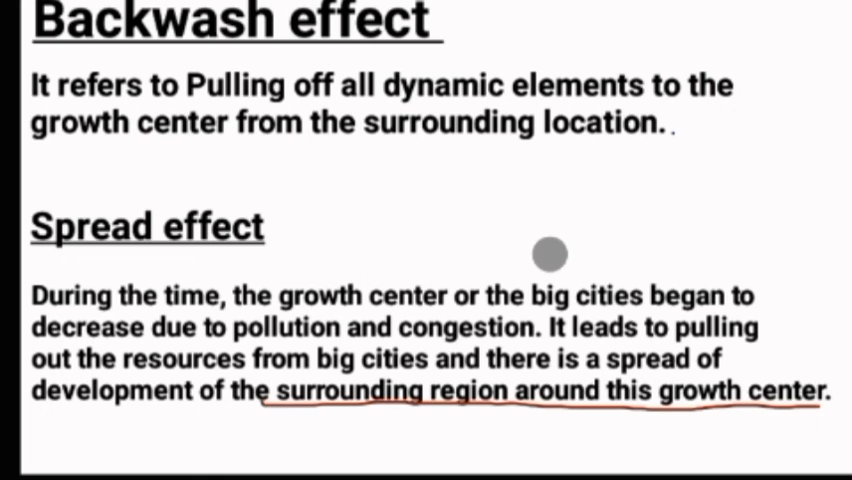 Backwash effect
It refers to Pulling off all dynamic elements to the
growth center from the surrounding location. .
Spread effect
During the time, the growth center or the big cities began to
decrease due to pollution and congestion. It leads to pulling
out the resources from big cities and there is a spread of
development of the surrounding region around this growth center.